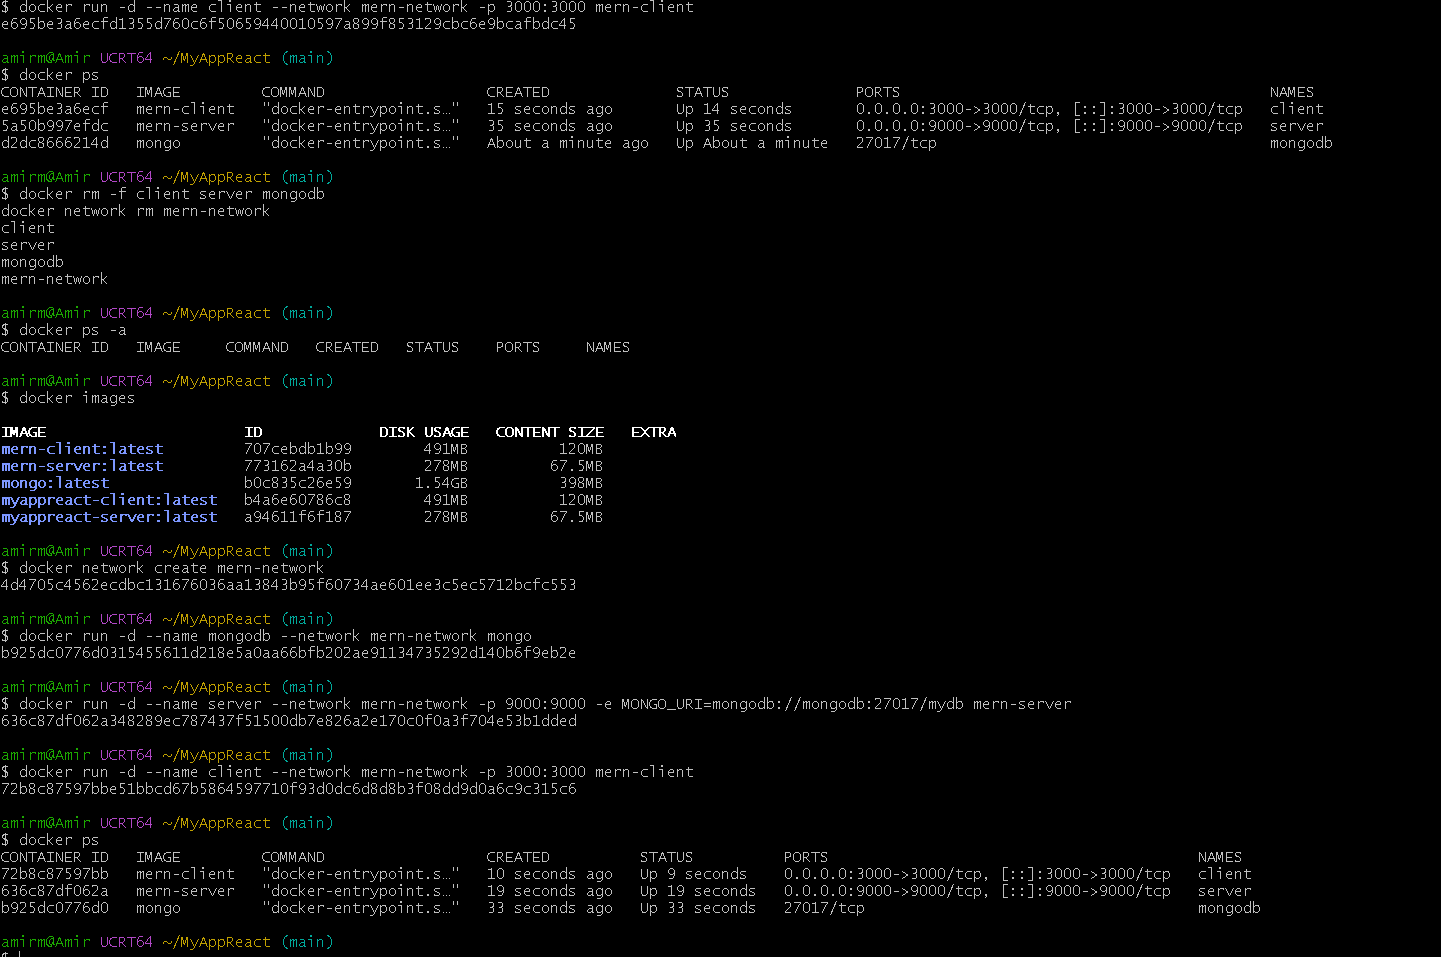 $ docker run -d --name client --network mern-network -p 3000:3000 mern-client
e695be3a6ecfd1355d760c6f50659440010597a899f853129cbc6e9bcafbdc45
amirm@Amir UCRT64 ~/MyAppReact (main)
$ docker ps
CONTAINER ID   IMAGE         COMMAND                  CREATED              STATUS              PORTS                                         NAMES
e695be3a6ecf   mern-client   "docker-entrypoint.s…"   15 seconds ago       Up 14 seconds       0.0.0.0:3000->3000/tcp, [::]:3000->3000/tcp   client
5a50b997efdc   mern-server   "docker-entrypoint.s…"   35 seconds ago       Up 35 seconds       0.0.0.0:9000->9000/tcp, [::]:9000->9000/tcp   server
d2dc8666214d   mongo         "docker-entrypoint.s…"   About a minute ago   Up About a minute   27017/tcp                                     mongodb
amirm@Amir UCRT64 ~/MyAppReact (main)
$ docker rm -f client server mongodb
docker network rm mern-network
client
server
mongodb
mern-network
amirm@Amir UCRT64 ~/MyAppReact (main)
$ docker ps -a
CONTAINER ID   IMAGE     COMMAND   CREATED   STATUS    PORTS     NAMES
amirm@Amir UCRT64 ~/MyAppReact (main)
$ docker images
IMAGE                      ID             DISK USAGE   CONTENT SIZE   EXTRA
mern-client:latest         707cebdb1b99        491MB          120MB
mern-server:latest         773162a4a30b        278MB         67.5MB
mongo:latest               b0c835c26e59       1.54GB          398MB
myappreact-client:latest   b4a6e60786c8        491MB          120MB
myappreact-server:latest   a94611f6f187        278MB         67.5MB
amirm@Amir UCRT64 ~/MyAppReact (main)
$ docker network create mern-network
4d4705c4562ecdbc131676036aa13843b95f60734ae601ee3c5ec5712bcfc553
amirm@Amir UCRT64 ~/MyAppReact (main)
$ docker run -d --name mongodb --network mern-network mongo
b925dc0776d0315455611d218e5a0aa66bfb202ae91134735292d140b6f9eb2e
amirm@Amir UCRT64 ~/MyAppReact (main)
$ docker run -d --name server --network mern-network -p 9000:9000 -e MONGO_URI=mongodb://mongodb:27017/mydb mern-server
636c87df062a348289ec787437f51500db7e826a2e170c0f0a3f704e53b1dded
amirm@Amir UCRT64 ~/MyAppReact (main)
$ docker run -d --name client --network mern-network -p 3000:3000 mern-client
72b8c87597bbe51bbcd67b5864597710f93d0dc6d8d8b3f08dd9d0a6c9c315c6
amirm@Amir UCRT64 ~/MyAppReact (main)
$ docker ps
CONTAINER ID   IMAGE         COMMAND                  CREATED          STATUS          PORTS                                         NAMES
72b8c87597bb   mern-client   "docker-entrypoint.s…"   10 seconds ago   Up 9 seconds    0.0.0.0:3000->3000/tcp, [::]:3000->3000/tcp   client
636c87df062a   mern-server   "docker-entrypoint.s…"   19 seconds ago   Up 19 seconds   0.0.0.0:9000->9000/tcp, [::]:9000->9000/tcp   server
b925dc0776d0   mongo         "docker-entrypoint.s…"   33 seconds ago   Up 33 seconds   27017/tcp                                     mongodb
amirm@Amir UCRT64 ~/MyAppReact (main)
$